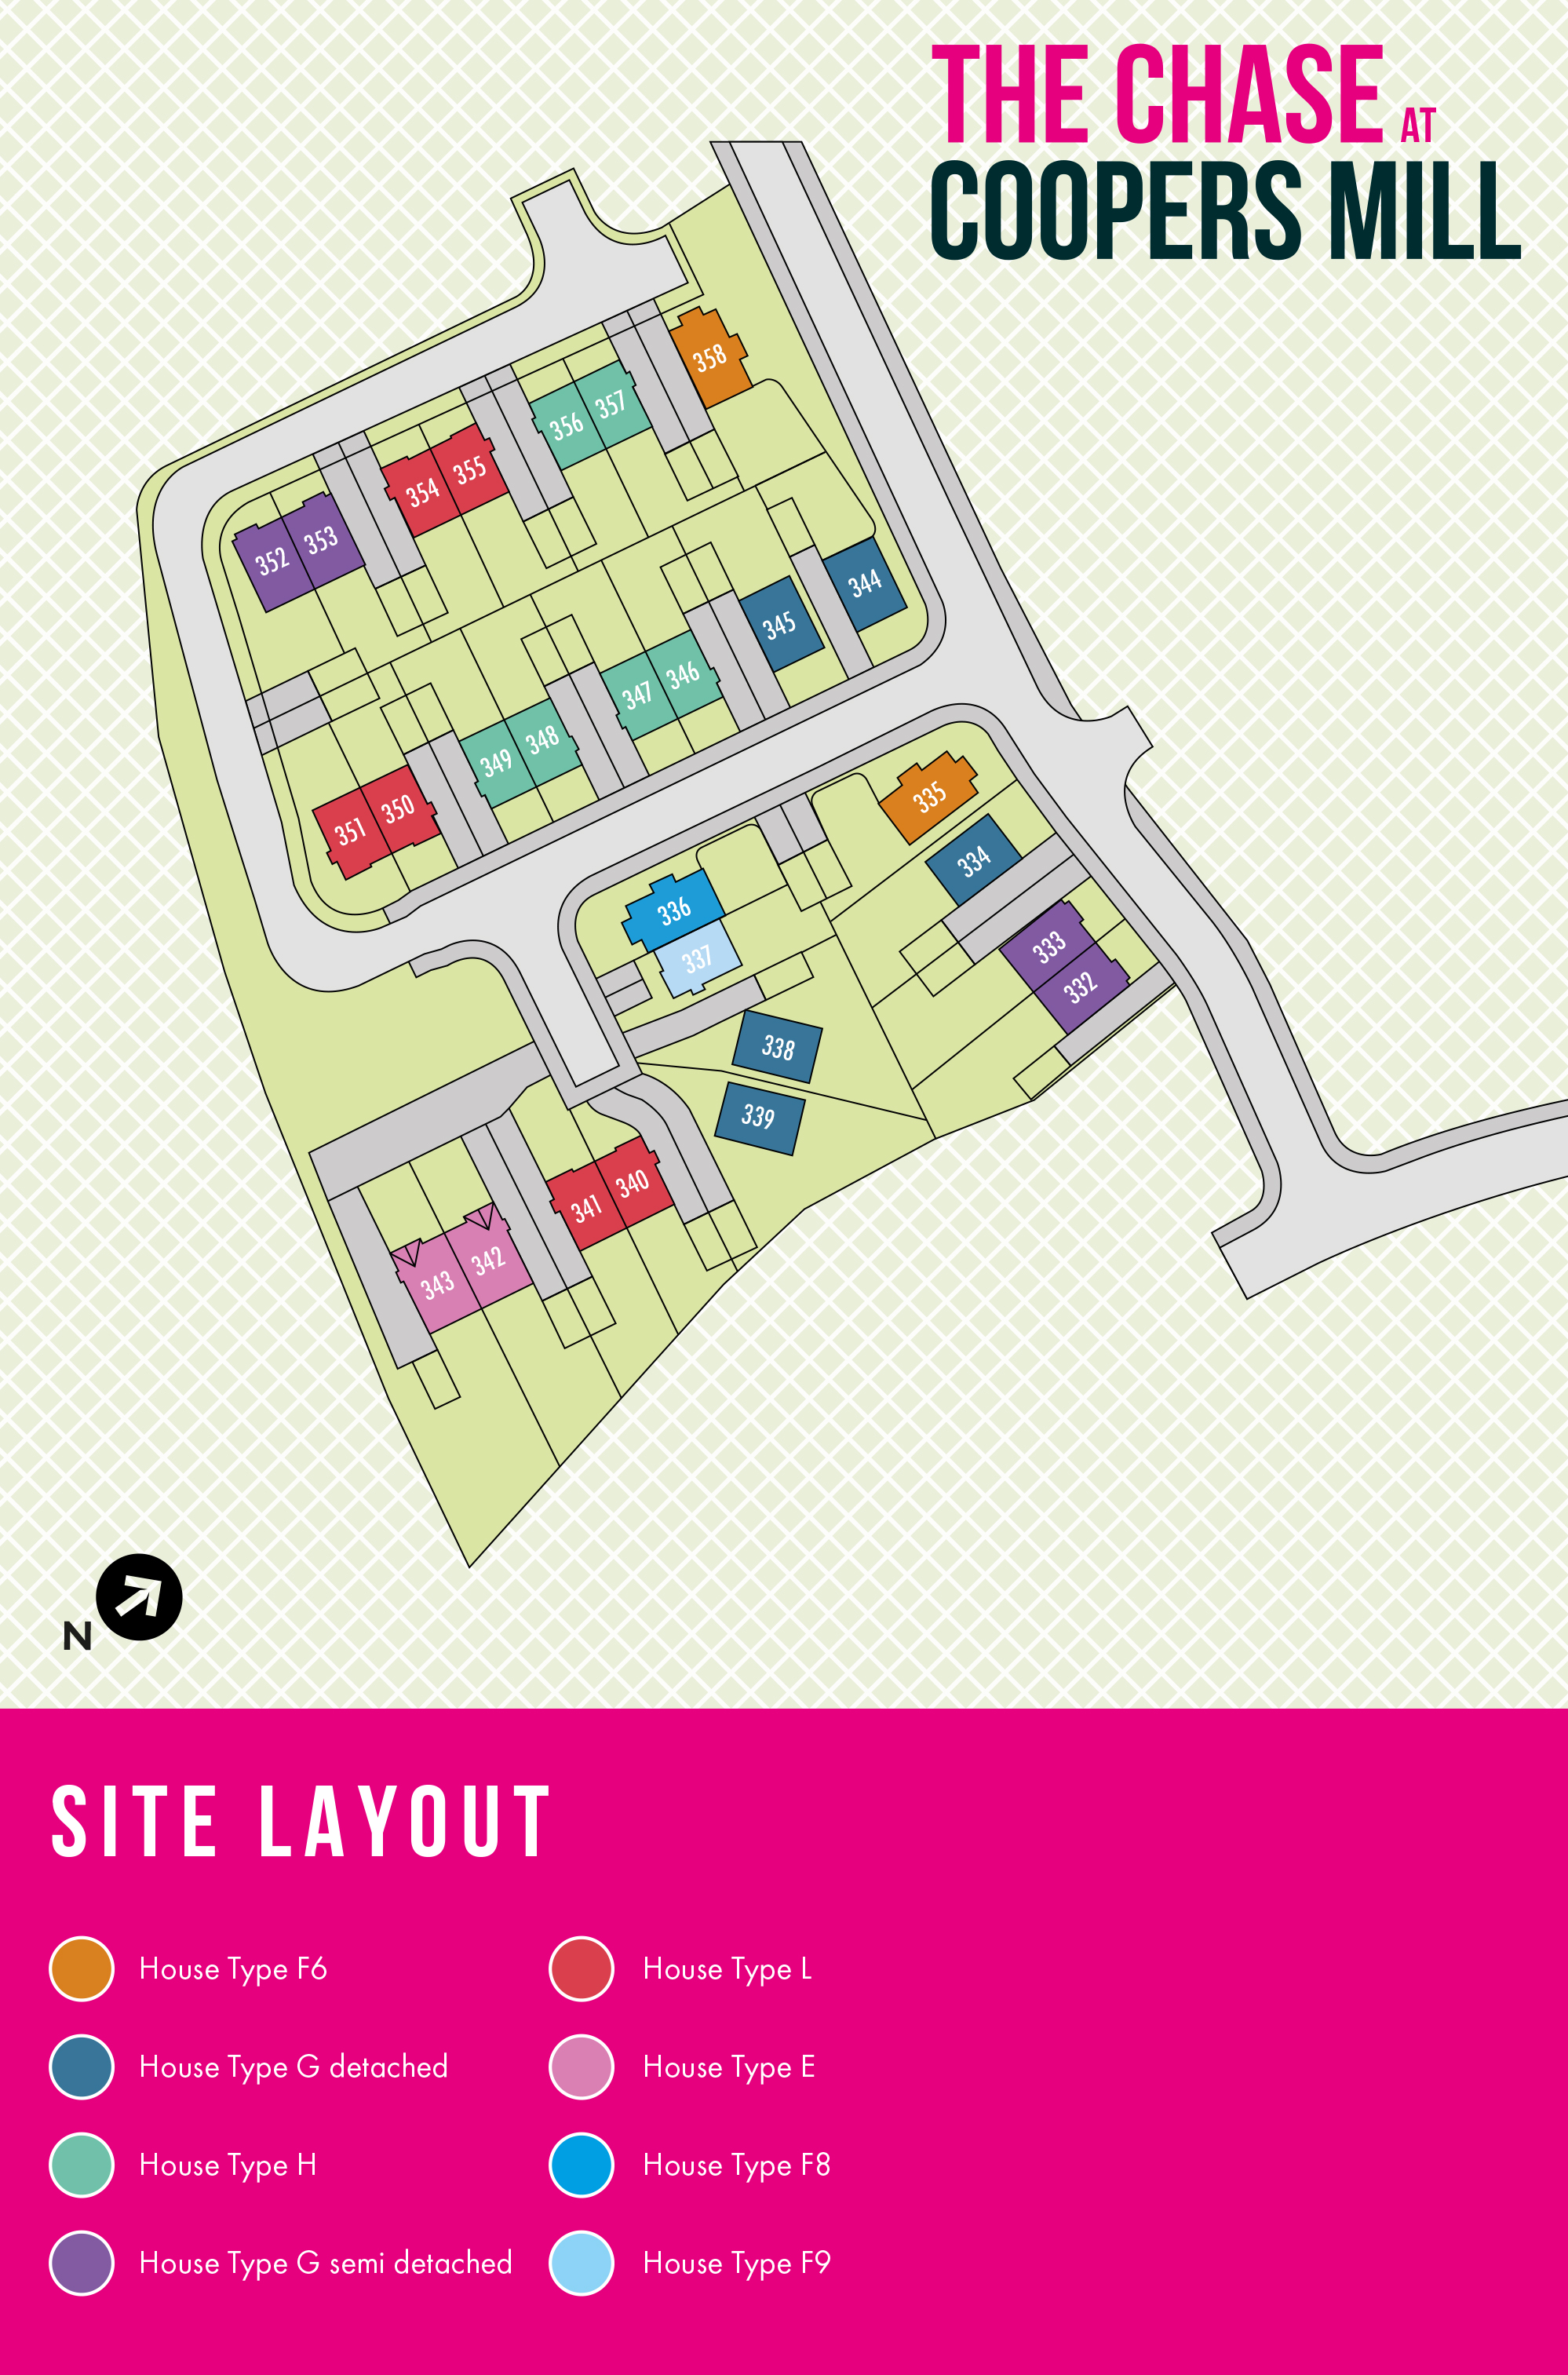 THE CHASE AT
COOPERS MILL
358
357
356
355
354
353
352
344
345
346
347
348
349
350
351
335
334
333
332
336
337
338
339
340
341
342
343
N
SITE LAYOUT
House Type F6
House Type L
House Type G detached
House Type E
House Type H
House Type F8
House Type G semi detached
House Type F9